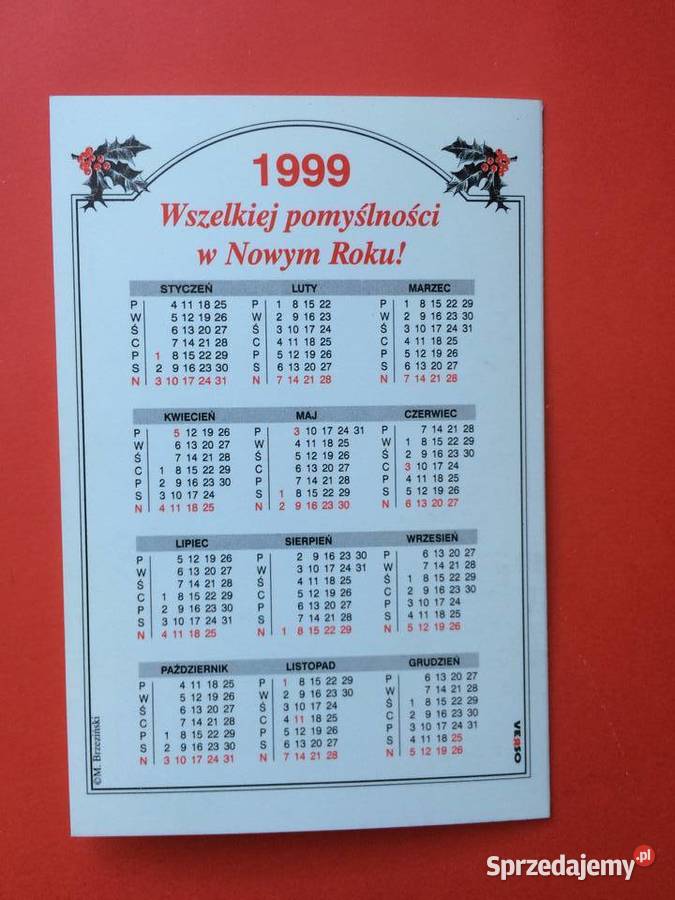 1999
Wszelkiej pomyślności
w Nowym Roku!
STYCZEŃ LUTY MARZEC
P 4 11 18 25 P 1 8 15 22 P 1 8 15 22 29
W 5 12 19 26 W 2 9 16 23 W 2 9 16 23 30
Ś 6 13 20 27 Ś 3 10 17 24 Ś 3 10 17 24 31
C 7 14 21 28 C 4 11 18 25 C 4 11 18 25
P 1 8 15 22 29 P 5 12 19 26 P 5 12 19 26
S 2 9 16 23 30 S 6 13 20 27 S 6 13 20 27
N 3 10 17 24 31 N 7 14 21 28 N 7 14 21 28
KWIECIEŃ MAJ CZERWIEC
P 5 12 19 26 P 3 10 17 24 31 P 7 14 21 28
W 6 13 20 27 W 4 11 18 25 W 1 8 15 22 29
Ś 7 14 21 28 Ś 5 12 19 26 Ś 2 9 16 23 30
C 1 8 15 22 29 C 6 13 20 27 C 3 10 17 24
P 2 9 16 23 30 P 7 14 21 28 P 4 11 18 25
S 3 10 17 24 S 1 8 15 22 29 S 5 12 19 26
N 4 11 18 25 N 2 9 16 23 30 N 6 13 20 27
LIPIEC SIERPIEŃ WRZESIEŃ
P 5 12 19 26 P 2 9 16 23 30 P 6 13 20 27
W 6 13 20 27 W 3 10 17 24 31 W 7 14 21 28
Ś 7 14 21 28 Ś 4 11 18 25 Ś 1 8 15 22 29
C 1 8 15 22 29 C 5 12 19 26 C 2 9 16 23 30
P 2 9 16 23 30 P 6 13 20 27 P 3 10 17 24
S 3 10 17 24 31 S 7 14 21 28 S 4 11 18 25
N 4 11 18 25 N 1 8 15 22 29 N 5 12 19 26
PAŹDZIERNIK LISTOPAD GRUDZIEŃ
P 4 11 18 25 P 1 8 15 22 29 P 6 13 20 27
W 5 12 19 26 W 2 9 16 23 30 W 7 14 21 28
Ś 6 13 20 27 Ś 3 10 17 24 Ś 1 8 15 22 29
C 7 14 21 28 C 4 11 18 25 C 2 9 16 23 30
P 1 8 15 22 29 P 5 12 19 26 P 3 10 17 24 31
S 2 9 16 23 30 S 6 13 20 27 S 4 11 18 25
N 3 10 17 24 31 N 7 14 21 28 N 5 12 19 26
©M. Brzeziński
VERSO
Sprzedajemy.pl